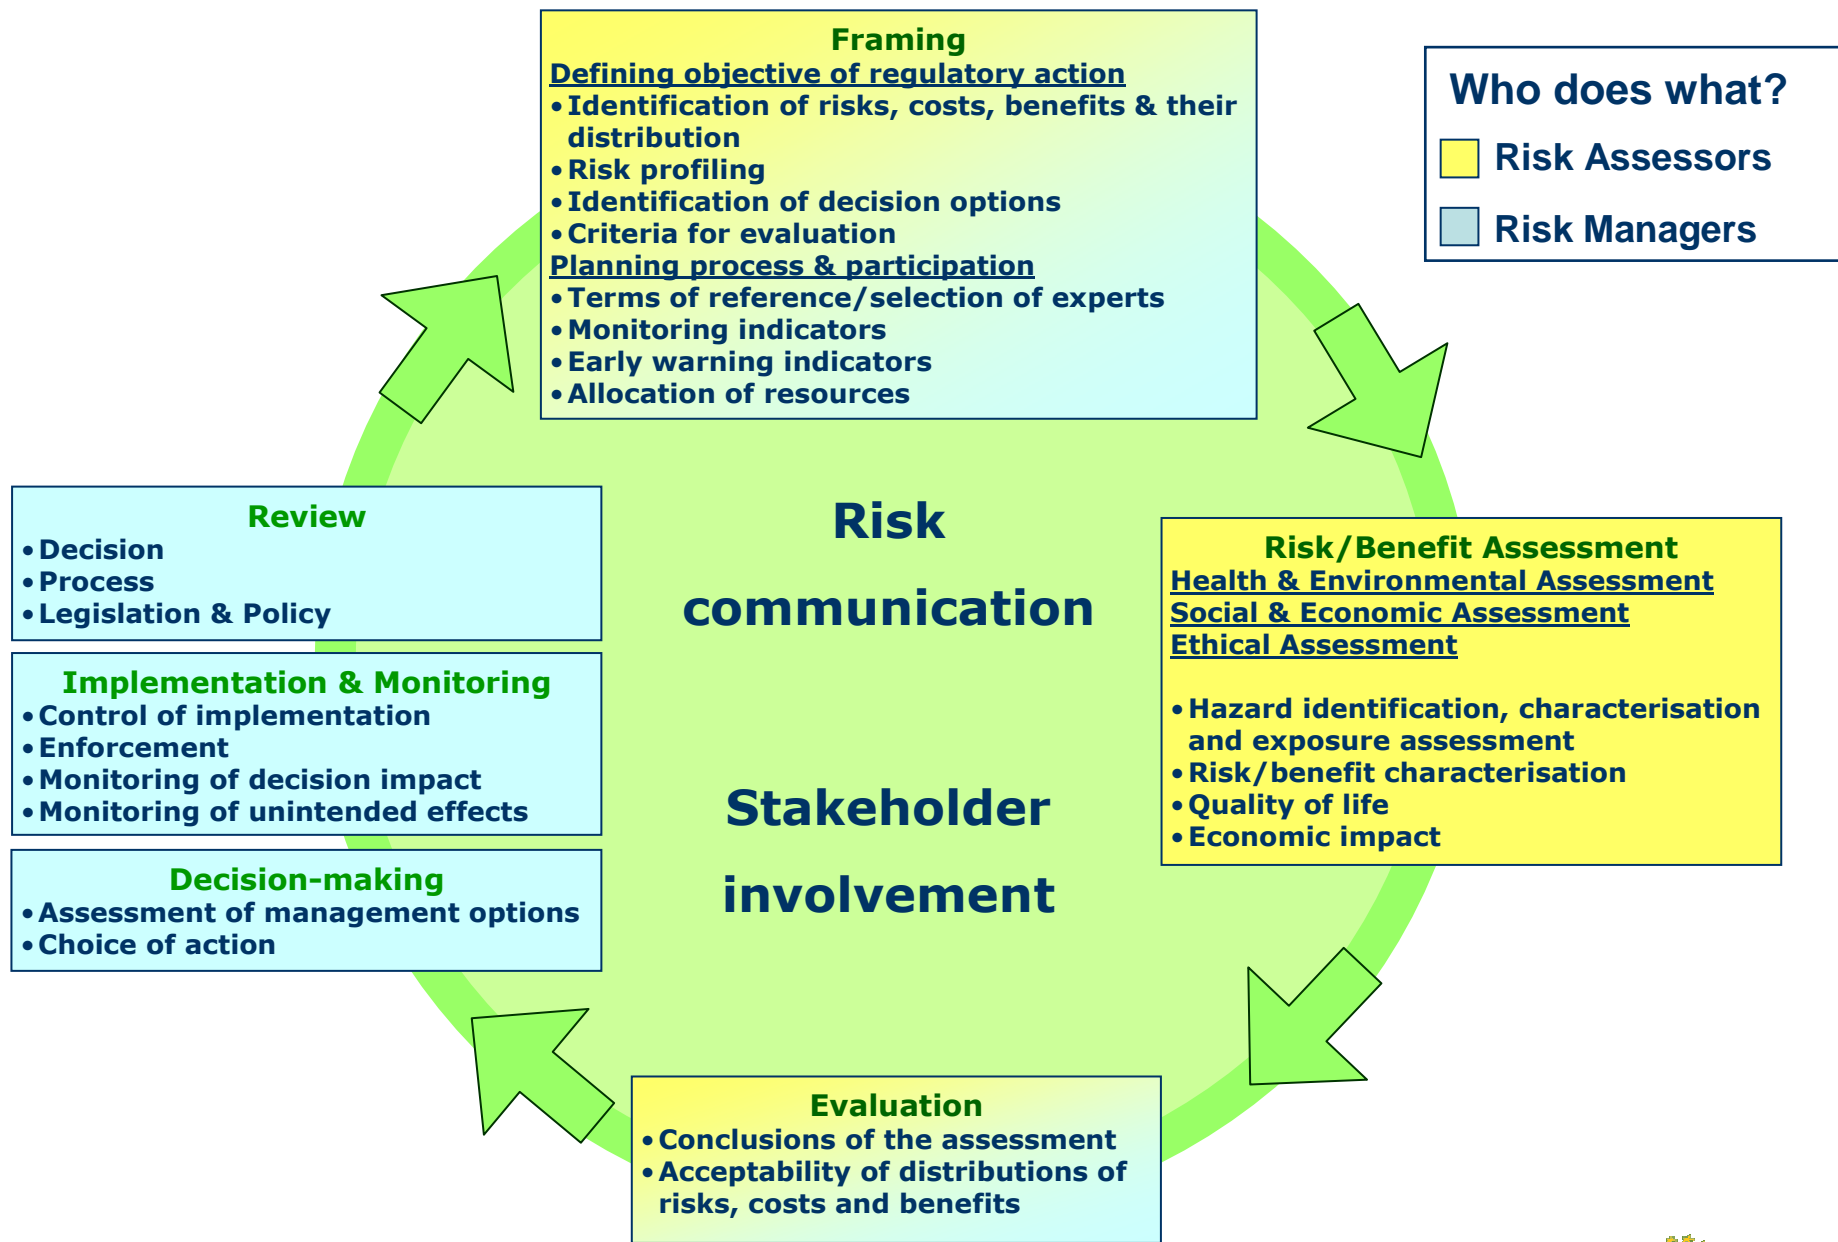 Framing
Defining objective of regulatory action
•Identification of risks, costs, benefits & their
distribution
•Risk profiling
•Identification of decision options
•Criteria for evaluation
Planning process & participation
•Terms of reference/selection of experts
•Monitoring indicators
•Early warning indicators
•Allocation of resources
Who does what?
Risk Assessors
Risk Managers
Review
•Decision
•Process
•Legislation & Policy
Implementation & Monitoring
•Control of implementation
•Enforcement
•Monitoring of decision impact
•Monitoring of unintended effects
Decision-making
•Assessment of management options
•Choice of action
Risk
communication
Stakeholder
involvement
Risk/Benefit Assessment
Health & Environmental Assessment
Social & Economic Assessment
Ethical Assessment
•Hazard identification, characterisation
and exposure assessment
•Risk/benefit characterisation
•Quality of life
•Economic impact
Evaluation
•Conclusions of the assessment
•Acceptability of distributions of
risks, costs and benefits